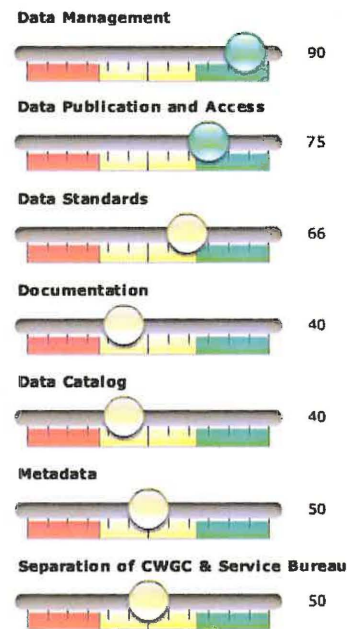 Data Management
90
Data Publication and Access
75
Data Standards
66
Documentation
40
Data Catalog
40
Metadata
50
Separation of CWGC & Service Bureau
50